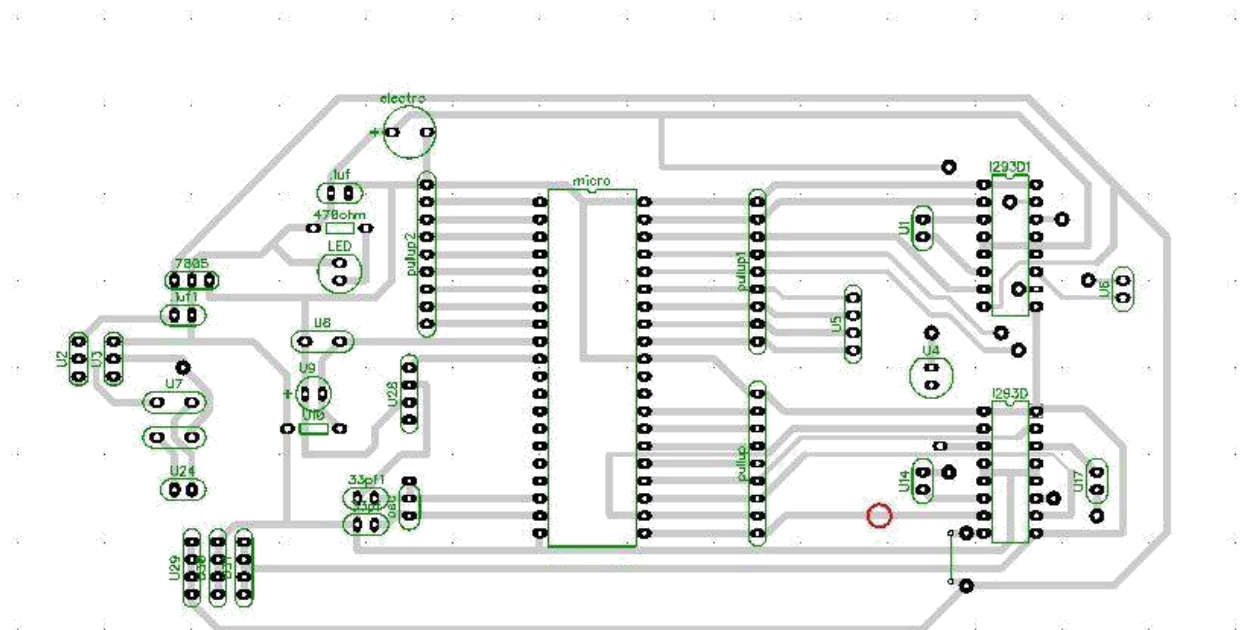 electro
+
l293D1
.1uf
micro
470ohm
U1
LED
pullup2
pullup1
7805
U6
.1uf1
U5
U8
U2
U3
U4
U9
U7
+
U28
l293D
U10
pullup
U24
33pf1
U14
U17
U29